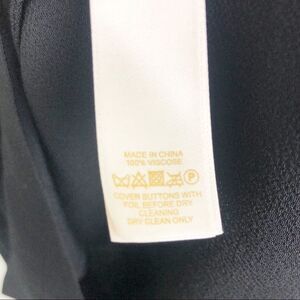 MADE IN CHINA
100% VISCOSE
P
COVER BUTTONS WITH
FOIL BEFORE DRY
CLEANING
DRY CLEAN ONLY